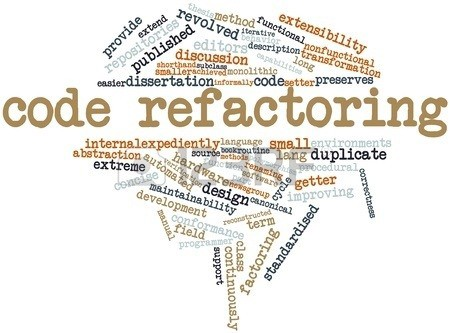 thesis
iterative
functional
extensibility
provide
extend
repositories
revolved
method
behavior
description
nonfunctional
published
editors
capabilities
long
transformation
discussion
shorthand
subclass
smaller
achieved
monolithic
easier
dissertation
informally
code
setter
preserves
code refactoring
internal
expediently
language
small
environments
abstraction
source
book
routine
lang
duplicate
extreme
automated
hardware
methods
renaming
software
procedural
concise
newsgroup
cycle
getter
correctness
maintainability
design
canonical
improving
development
reconstructed
manual
conformance
term
standardised
field
programmer
class
factoring
support
continuously